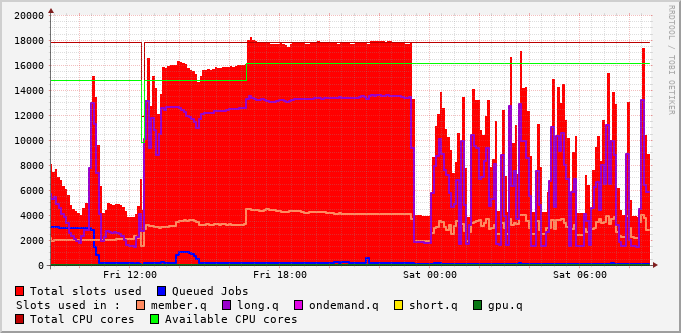 20000
18000
16000
14000
12000
10000
8000
6000
4000
2000
0
Fri 12:00 Fri 18:00 Sat 00:00 Sat 06:00
RRDTOOL / TOBI OETIKER
Total slots used Queued Jobs
Slots used in : member.q long.q ondemand.q short.q gpu.q
Total CPU cores Available CPU cores